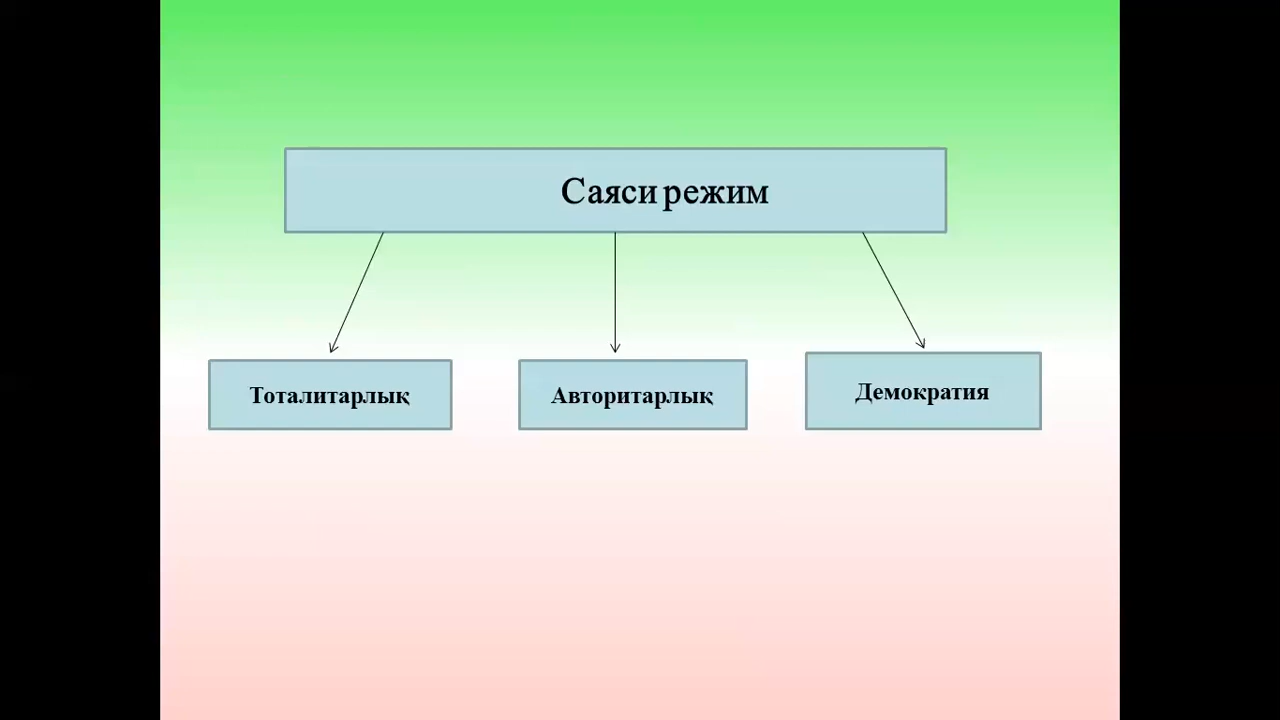 Саяси режим
Тоталитарлық
Авторитарлық
Демократия